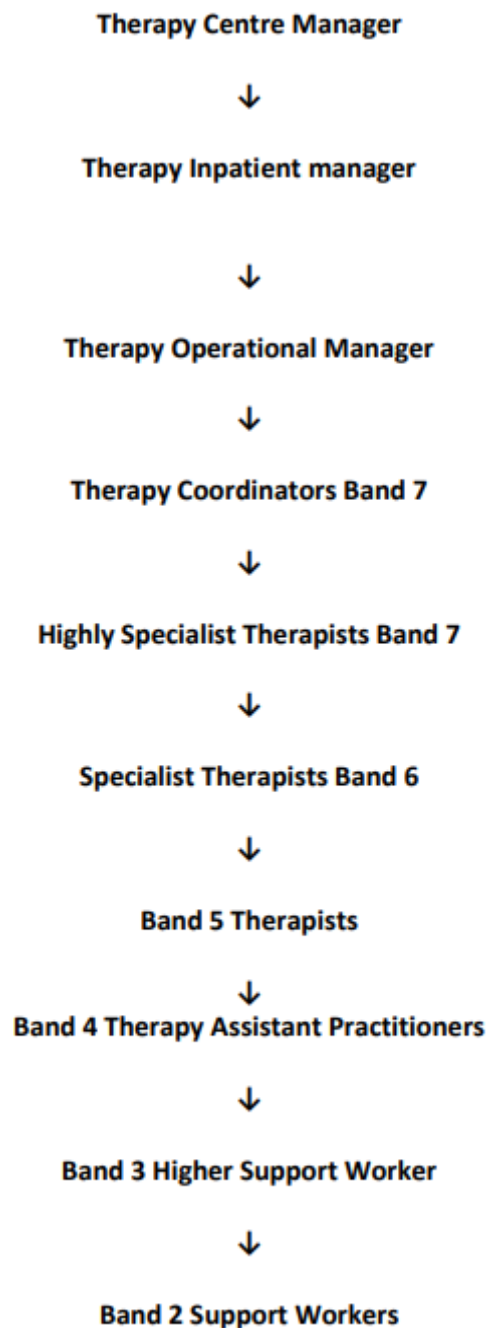 Therapy Centre Manager
↓
Therapy Inpatient manager
↓
Therapy Operational Manager
↓
Therapy Coordinators Band 7
↓
Highly Specialist Therapists Band 7
↓
Specialist Therapists Band 6
↓
Band 5 Therapists
↓
Band 4 Therapy Assistant Practitioners
↓
Band 3 Higher Support Worker
↓
Band 2 Support Workers